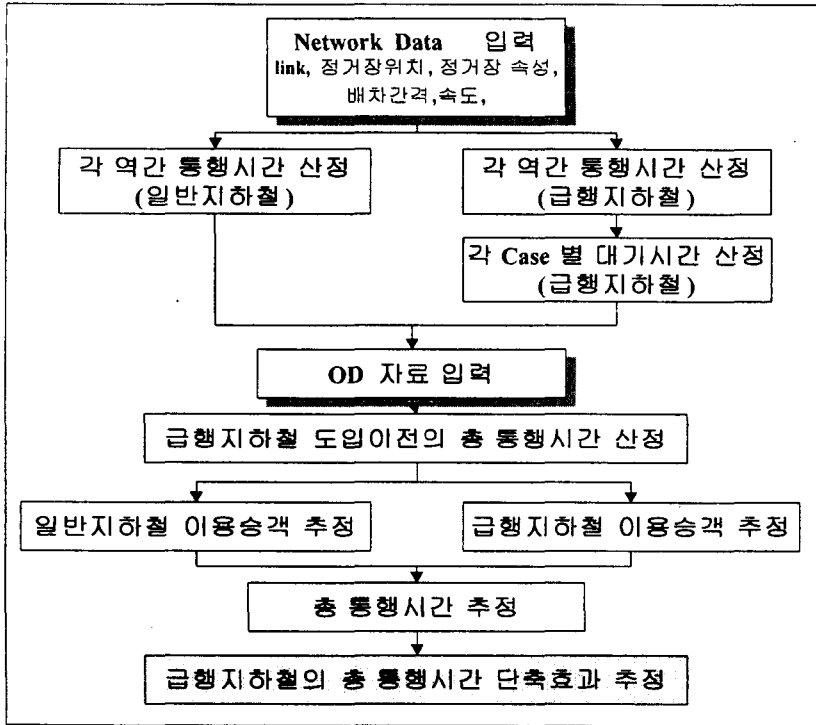 Network Data 입력
link, 정거장위치, 정거장 속성,
배차간격,속도,
각 역간 통행시간 산정
(일반지하철)
각 역간 통행시간 산정
(급행지하철)
각 Case 별 대기시간 산정
(급행지하철)
OD 자료 입력
급행지하철 도입이전의 총 통행시간 산정
일반지하철 이용승객 추정
급행지하철 이용승객 추정
총 통행시간 추정
급행지하철의 총 통행시간 단축효과 추정